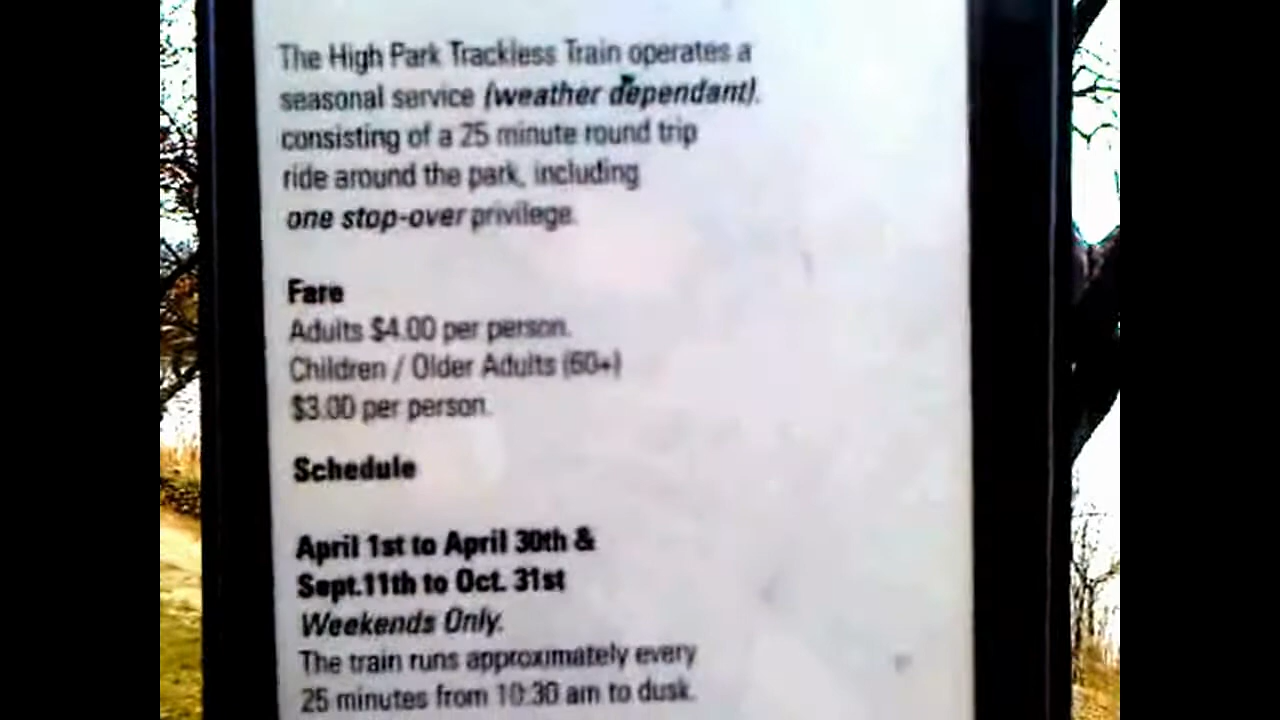 The High Park Trackless Train operates a
seasonal service (weather dependant).
consisting of a 25 minute round trip
ride around the park, including
one stop-over privilege.
Fare
Adults $4.00 per person.
Children / Older Adults (60+)
$3.00 per person.
Schedule
April 1st to April 30th &
Sept.11th to Oct. 31st
Weekends Only.
The train runs approximately every
25 minutes from 10:30 am to dusk.